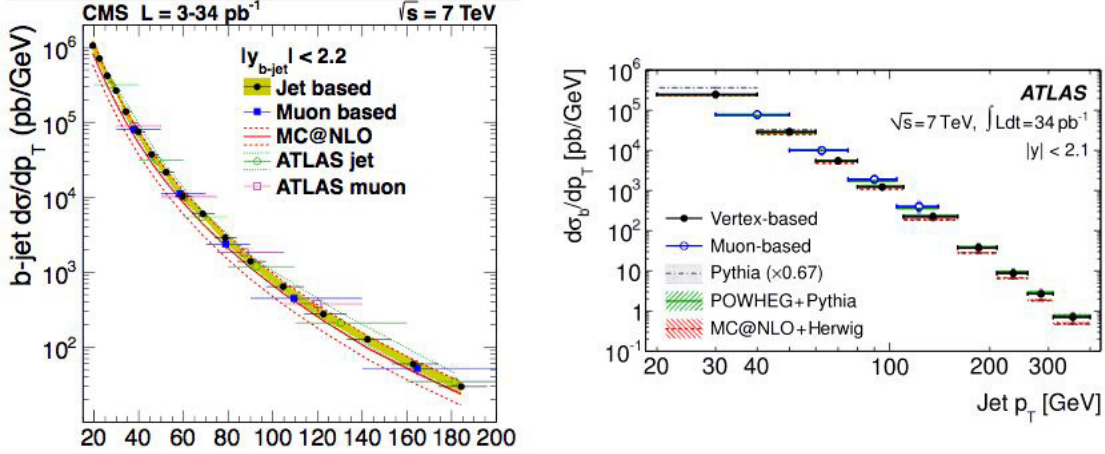 CMS L = 3-34 pb⁻¹ √s = 7 TeV
b-jet dσ/dp_T (pb/GeV)
10⁶
10⁵
10⁴
10³
10²
|y_b-jet| < 2.2
Jet based
Muon based
MC@NLO
ATLAS jet
ATLAS muon
20 40 60 80 100 120 140 160 180 200
dσ_b/dp_T [pb/GeV]
10⁶
10⁵
10⁴
10³
10²
10
1
10⁻¹
ATLAS
√s=7 TeV, ∫Ldt=34 pb⁻¹
|y| < 2.1
Vertex-based
Muon-based
Pythia (×0.67)
POWHEG+Pythia
MC@NLO+Herwig
20 30 40 100 200 300
Jet p_T [GeV]